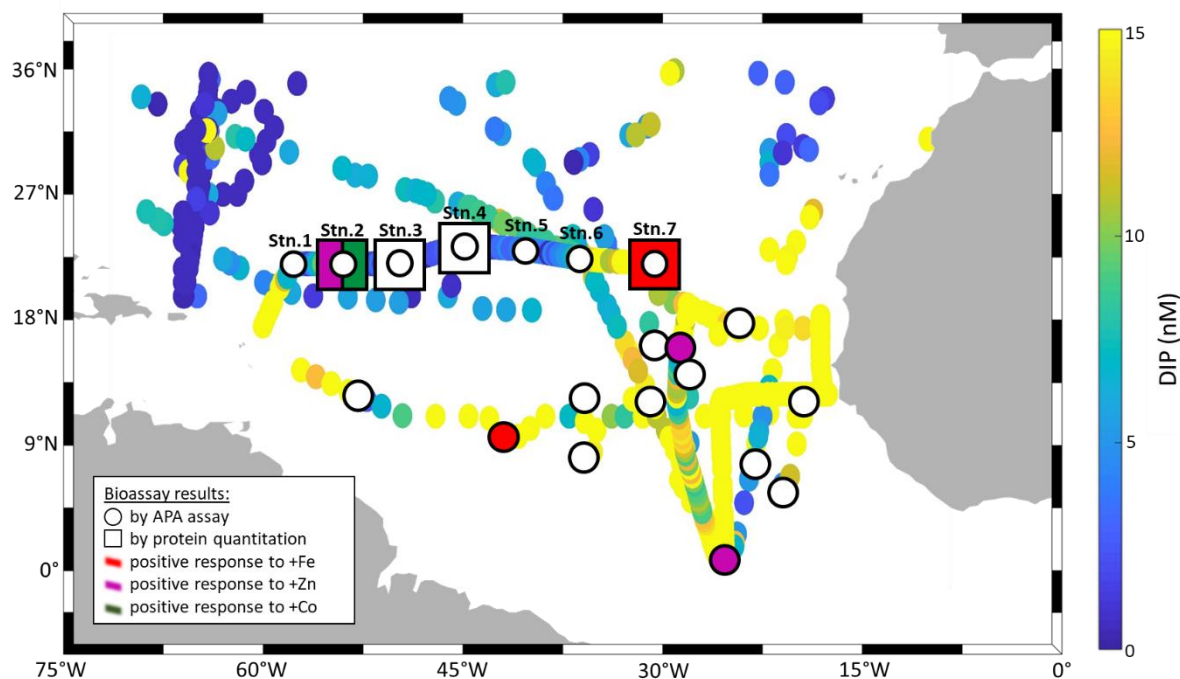 36°N
27°N
18°N
9°N
0°
Stn.1
Stn.2
Stn.3
Stn.4
Stn.5
Stn.6
Stn.7
Bioassay results:
by APA assay
by protein quantitation
positive response to +Fe
positive response to +Zn
positive response to +Co
75°W
60°W
45°W
30°W
15°W
0°
15
10
5
0
DIP (nM)